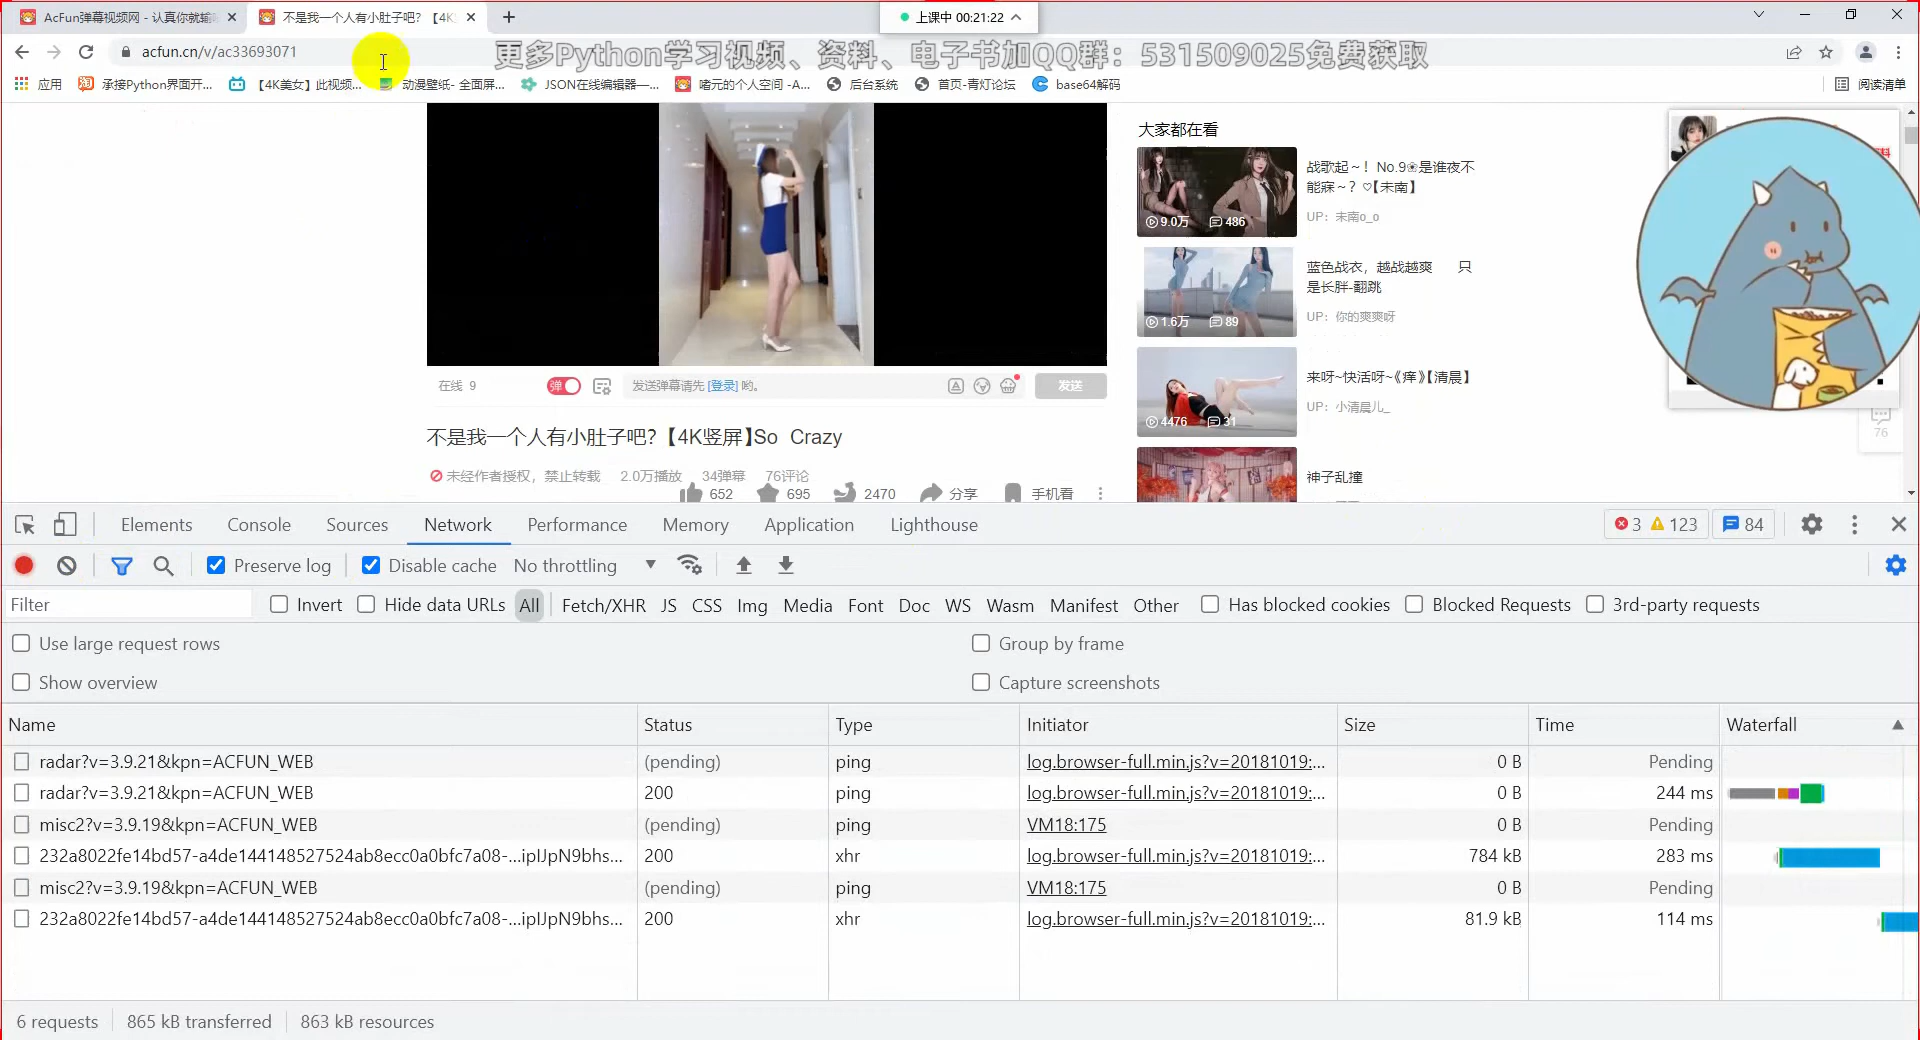 AcFun弹幕视频网 - 认真你就输
不是我一个人有小肚子吧？【4K
上课中 00:21:22
acfun.cn/v/ac33693071
更多Python学习视频、资料、电子书加QQ群：531509025免费获取
应用
承接Python界面开...
【4K美女】此视频...
动漫壁纸- 全面屏...
JSON在线编辑器—...
啫元的个人空间 -A...
后台系统
首页-青灯论坛
base64解码
阅读清单
大家都在看
战歌起~！No.9❀是谁夜不
能寐~？♡【未南】
UP：未南o_o
9.0万 486
蓝色战衣，越战越爽 只
是长胖-翻跳
UP：你的爽爽呀
1.6万 89
来呀~快活呀~《痒》【清晨】
UP：小清晨儿_
4476 31
神子乱撞
76
在线 9
弹
发送弹幕请先 [登录] 哟。
发送
不是我一个人有小肚子吧？【4K竖屏】So Crazy
未经作者授权，禁止转载 2.0万播放 34弹幕 76评论
652 695 2470 分享 手机看
Elements Console Sources Network Performance Memory Application Lighthouse 3 123 84
Preserve log Disable cache No throttling
Filter Invert Hide data URLs All Fetch/XHR JS CSS Img Media Font Doc WS Wasm Manifest Other Has blocked cookies Blocked Requests 3rd-party requests
Use large request rows Group by frame
Show overview Capture screenshots
Name Status Type Initiator Size Time Waterfall
radar?v=3.9.21&kpn=ACFUN_WEB (pending) ping log.browser-full.min.js?v=20181019:... 0 B Pending
radar?v=3.9.21&kpn=ACFUN_WEB 200 ping log.browser-full.min.js?v=20181019:... 0 B 244 ms
misc2?v=3.9.19&kpn=ACFUN_WEB (pending) ping VM18:175 0 B Pending
232a8022fe14bd57-a4de144148527524ab8ecc0a0bfc7a08-...ipIJpN9bhs... 200 xhr log.browser-full.min.js?v=20181019:... 784 kB 283 ms
misc2?v=3.9.19&kpn=ACFUN_WEB (pending) ping VM18:175 0 B Pending
232a8022fe14bd57-a4de144148527524ab8ecc0a0bfc7a08-...ipIJpN9bhs... 200 xhr log.browser-full.min.js?v=20181019:... 81.9 kB 114 ms
6 requests 865 kB transferred 863 kB resources